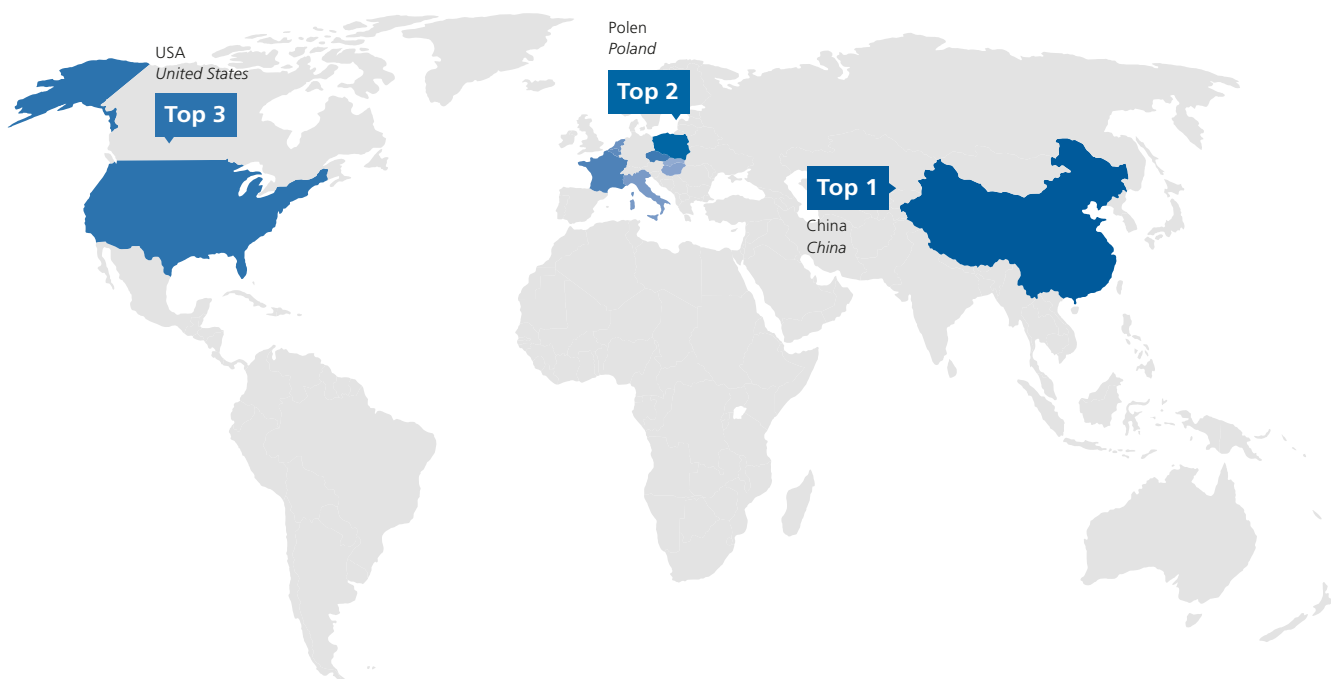 USA
United States
Top 3
Polen
Poland
Top 2
Top 1
China
China